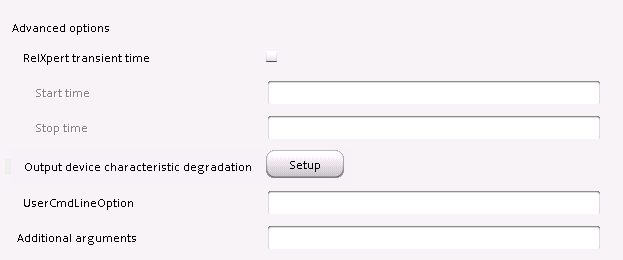 Advanced options
RelXpert transient time
Start time
Stop time
Output device characteristic degradation Setup
UserCmdLineOption
Additional arguments